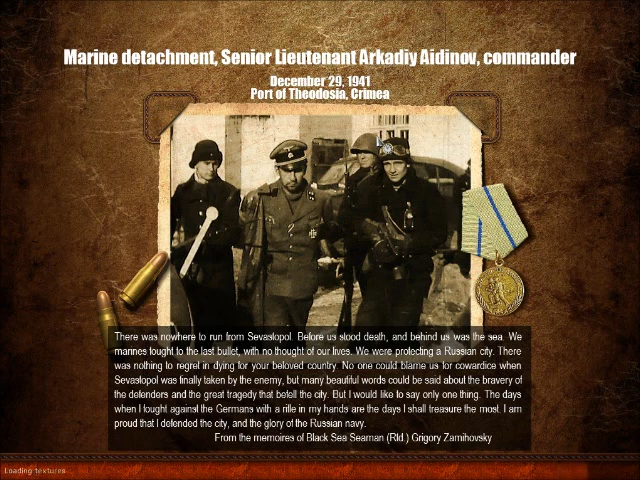 Marine detachment, Senior Lieutenant Arkadiy Aidinov, commander
December 29, 1941
Port of Theodosia, Crimea
There was nowhere to run from Sevastopol. Before us stood death, and behind us was the sea. We
marines fought to the last bullet, with no thought of our lives. We were protecting a Russian city. There
was nothing to regret in dying for your beloved country. No one could blame us for cowardice when
Sevastopol was finally taken by the enemy, but many beautiful words could be said about the bravery of
the defenders and the great tragedy that befell the city. But I would like to say only one thing. The days
when I fought against the Germans with a rifle in my hands are the days I shall treasure the most. I am
proud that I defended the city, and the glory of the Russian navy.
From the memoires of Black Sea Seaman (Rtd.) Grigory Zamihovsky
Loading textures...